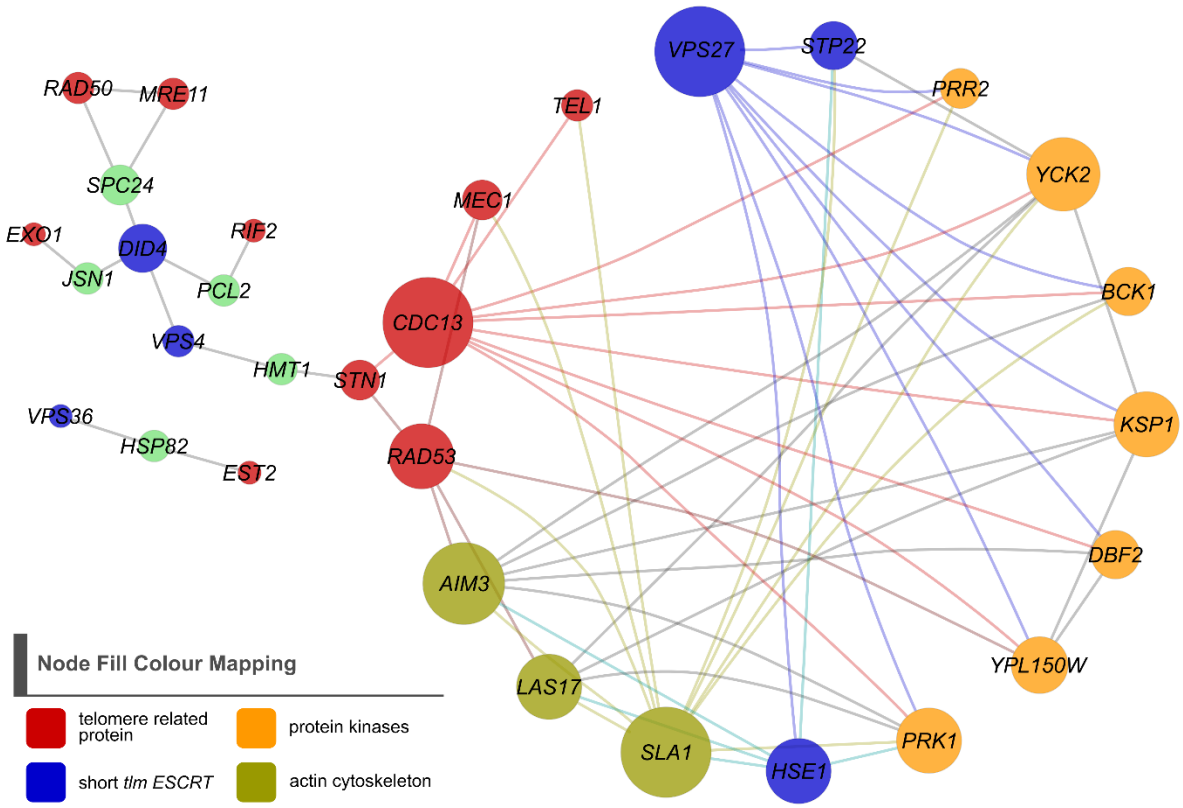 VPS27
STP22
RAD50
MRE11
PRR2
TEL1
SPC24
YCK2
MEC1
EXO1
RIF2
DID4
JSN1
PCL2
BCK1
CDC13
VPS4
HMT1
STN1
VPS36
KSP1
HSP82
RAD53
EST2
DBF2
AIM3
YPL150W
LAS17
PRK1
SLA1
HSE1
Node Fill Colour Mapping
telomere related
protein
protein kinases
short tlm ESCRT
actin cytoskeleton